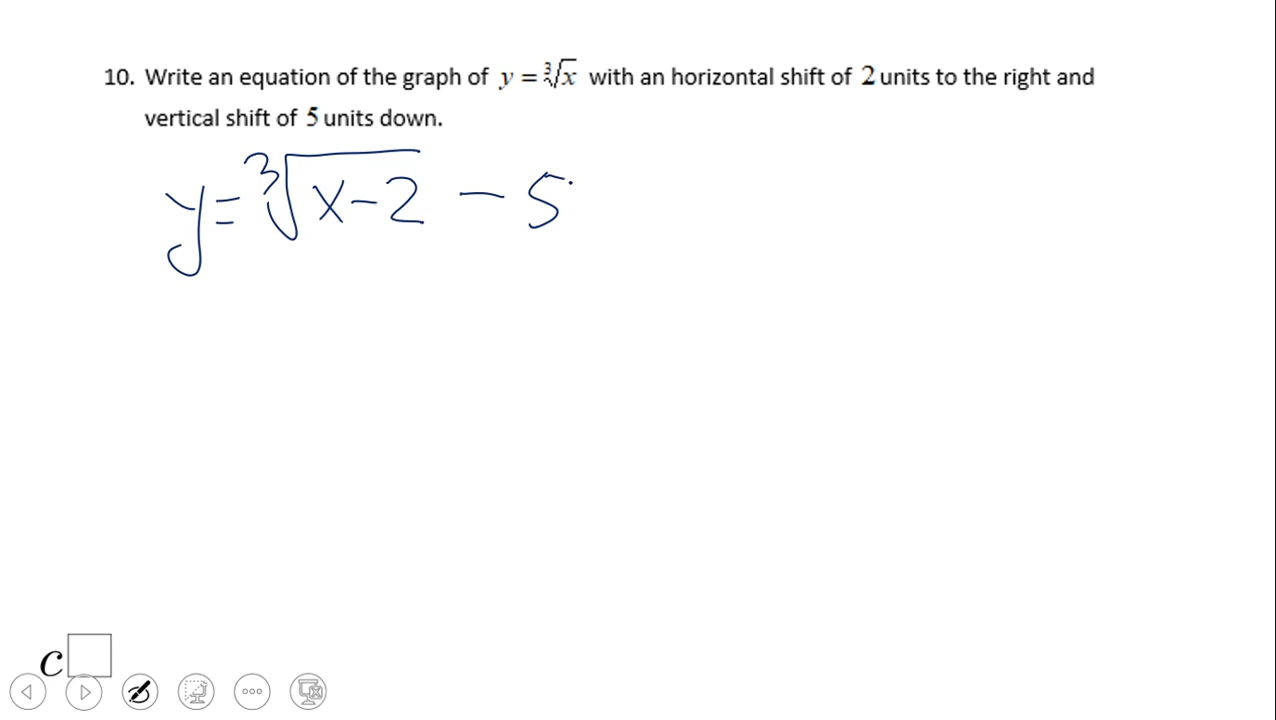 10. Write an equation of the graph of y = ∛x with an horizontal shift of 2 units to the right and
vertical shift of 5 units down.
y = ∛(x-2) - 5
c